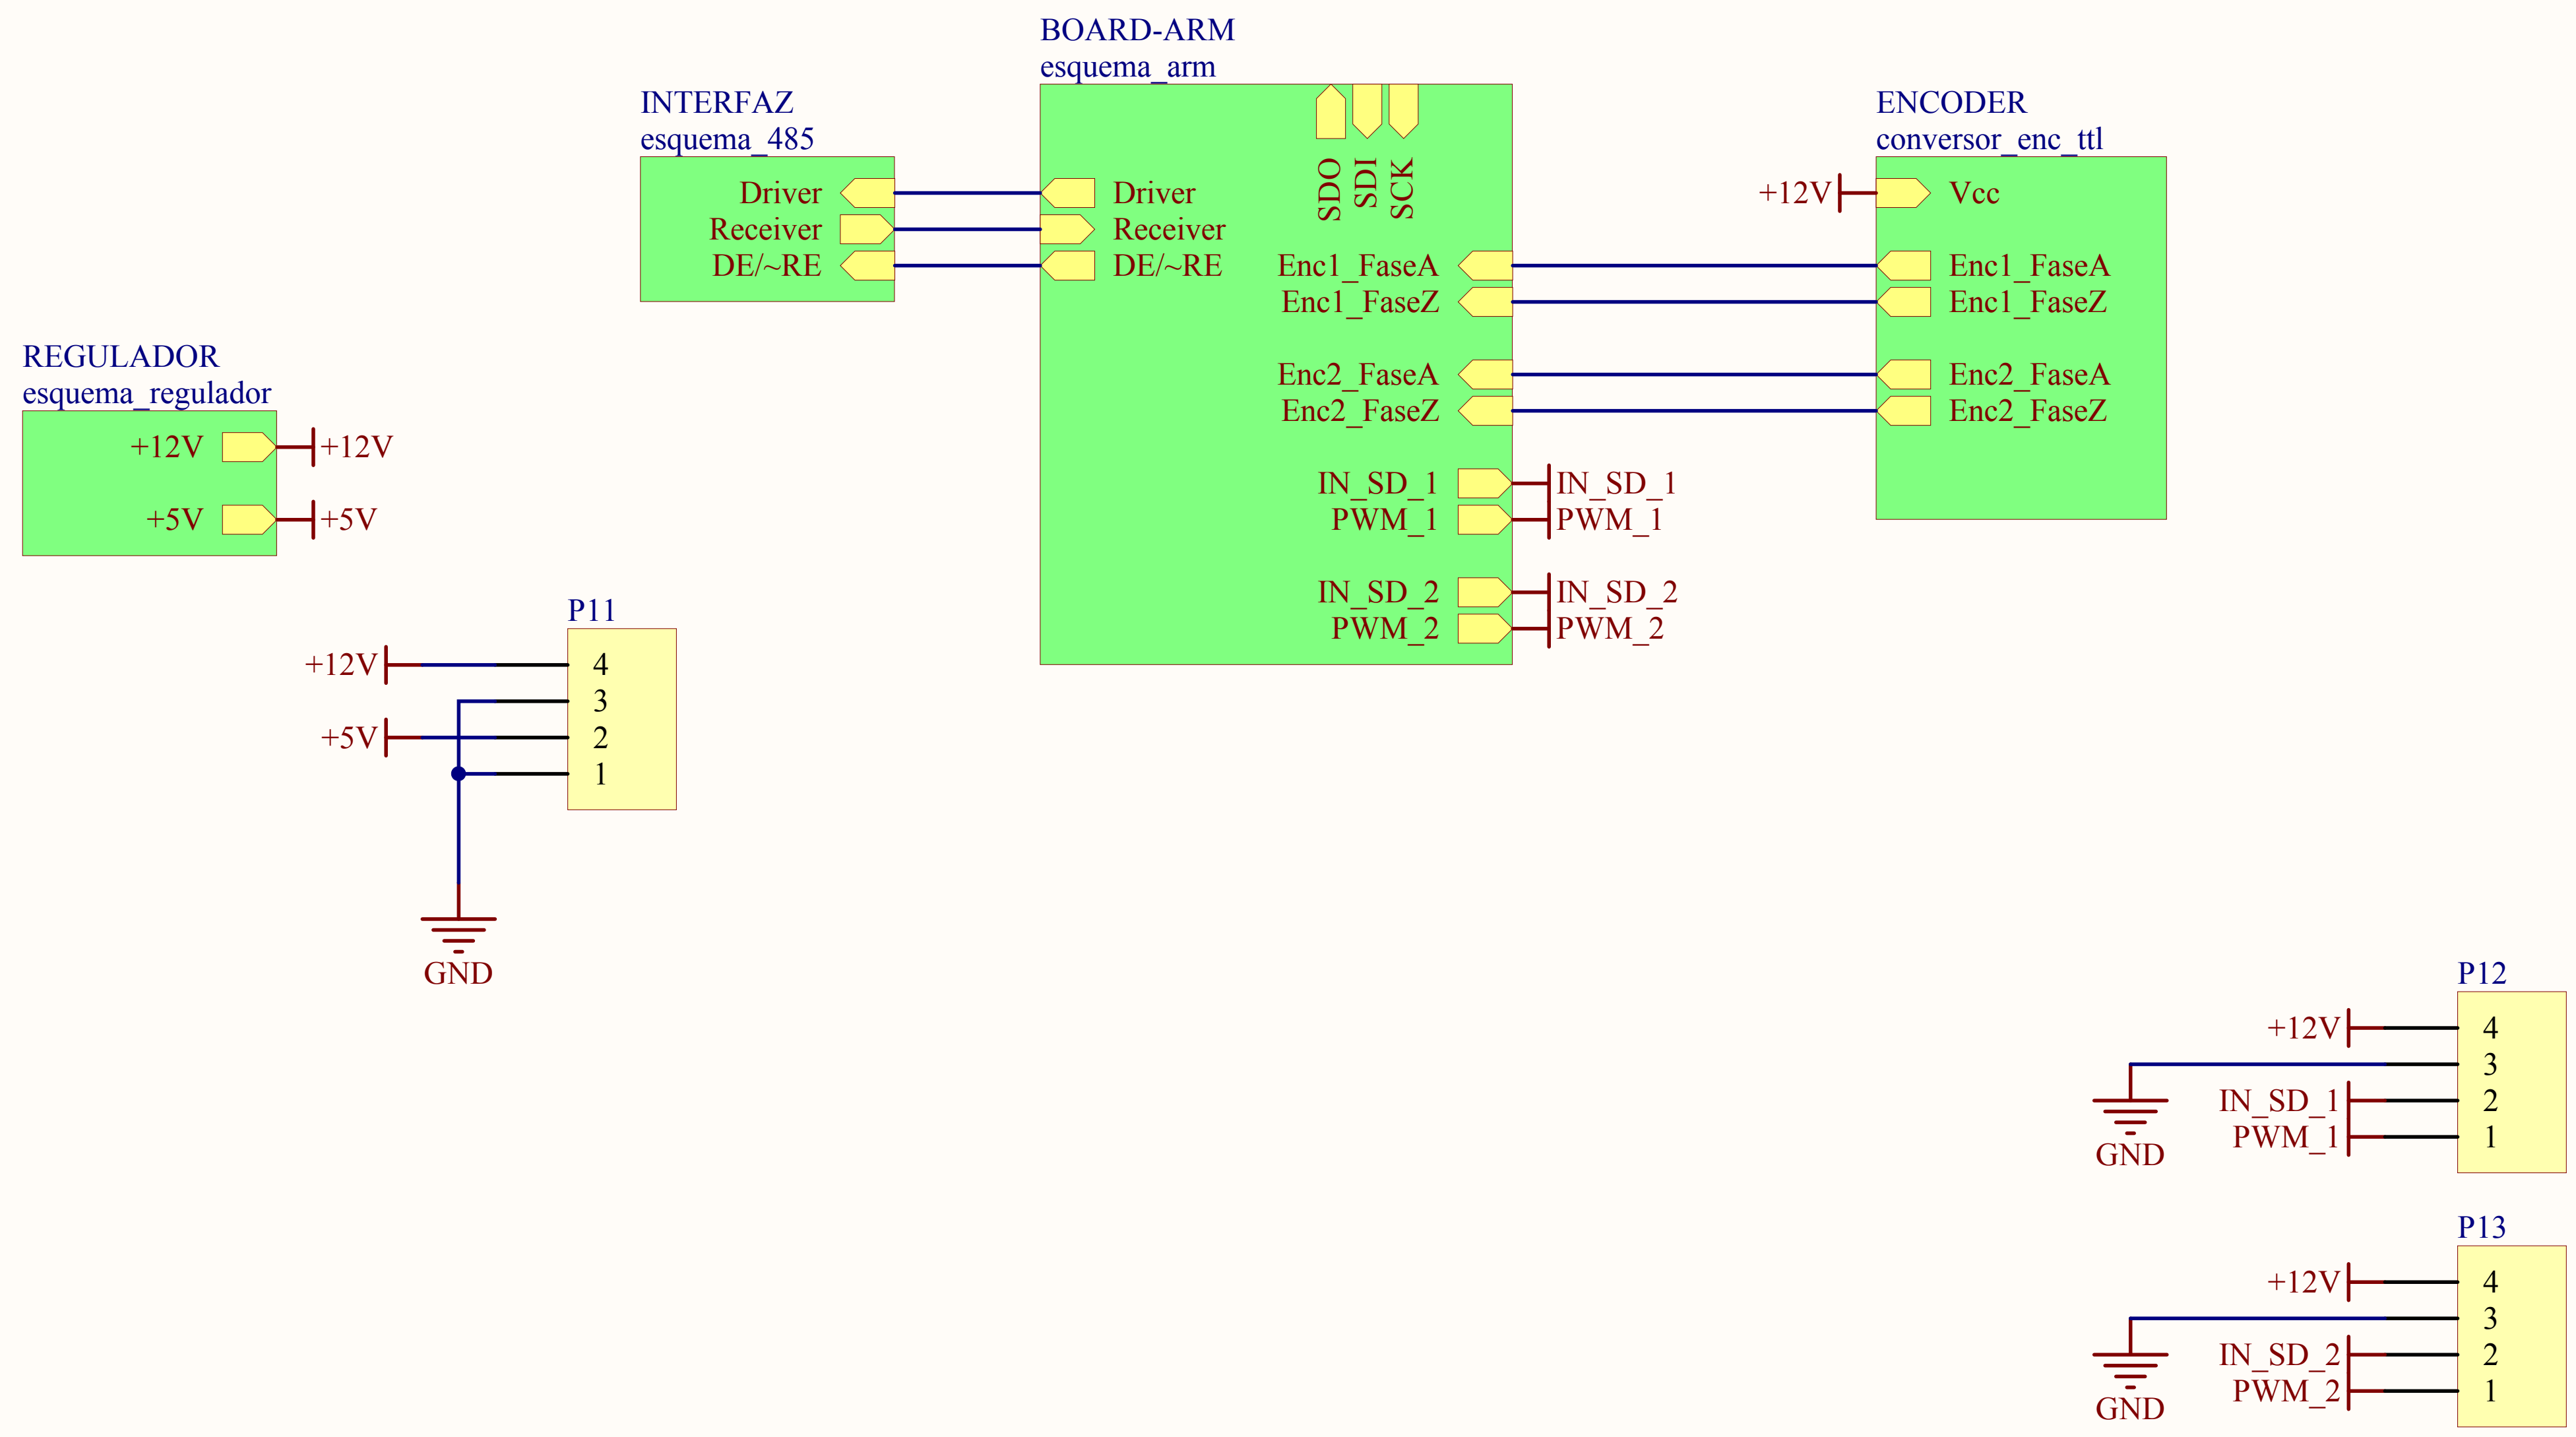 BOARD-ARM
esquema_arm
SDO
SDI
SCK
Driver
Receiver
DE/~RE
Enc1_FaseA
Enc1_FaseZ
Enc2_FaseA
Enc2_FaseZ
IN_SD_1
PWM_1
IN_SD_2
PWM_2
IN_SD_1
PWM_1
IN_SD_2
PWM_2
INTERFAZ
esquema_485
Driver
Receiver
DE/~RE
ENCODER
conversor_enc_ttl
+12V
Vcc
Enc1_FaseA
Enc1_FaseZ
Enc2_FaseA
Enc2_FaseZ
REGULADOR
esquema_regulador
+12V
+12V
+5V
+5V
P11
+12V
4
3
+5V
2
1
GND
P12
+12V
4
3
IN_SD_1
2
PWM_1
1
GND
P13
+12V
4
3
IN_SD_2
2
PWM_2
1
GND